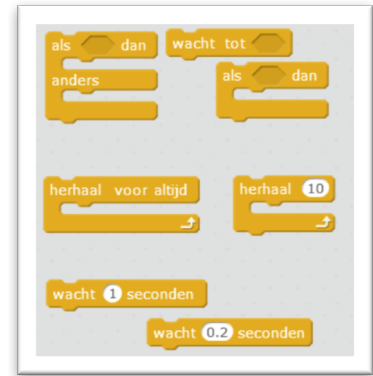 als dan
wacht tot
anders
als dan
herhaal voor altijd
herhaal 10
wacht 1 seconden
wacht 0.2 seconden